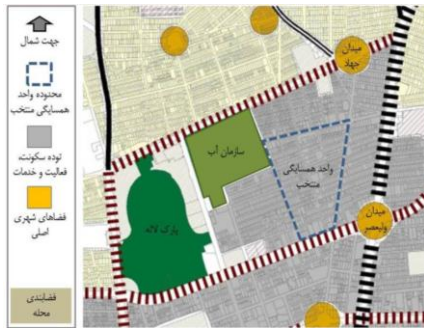 جهت شمال
محدوده واحد
همسایگی منتخب
توده سکونت،
فعالیت و خدمات
فضاهای شهری
اصلی
فضابندی
محله
میدان
جهاد
سازمان آب
واحد همسایگی
منتخب
پارک لاله
میدان
ولیعصر